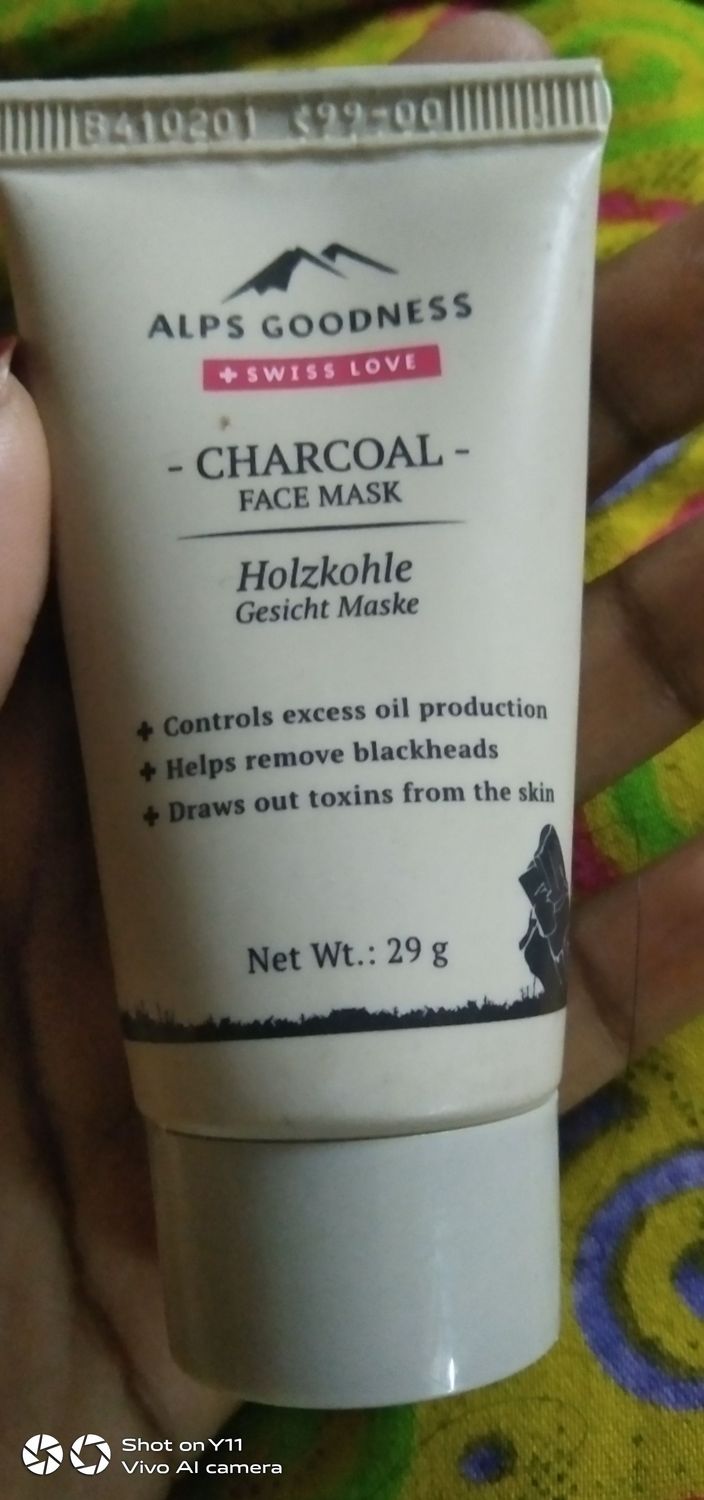 B410201 ₹99-00
ALPS GOODNESS
+ SWISS LOVE
- CHARCOAL -
FACE MASK
Holzkohle
Gesicht Maske
+ Controls excess oil production
+ Helps remove blackheads
+ Draws out toxins from the skin
Net Wt.: 29 g
Shot on Y11
Vivo AI camera